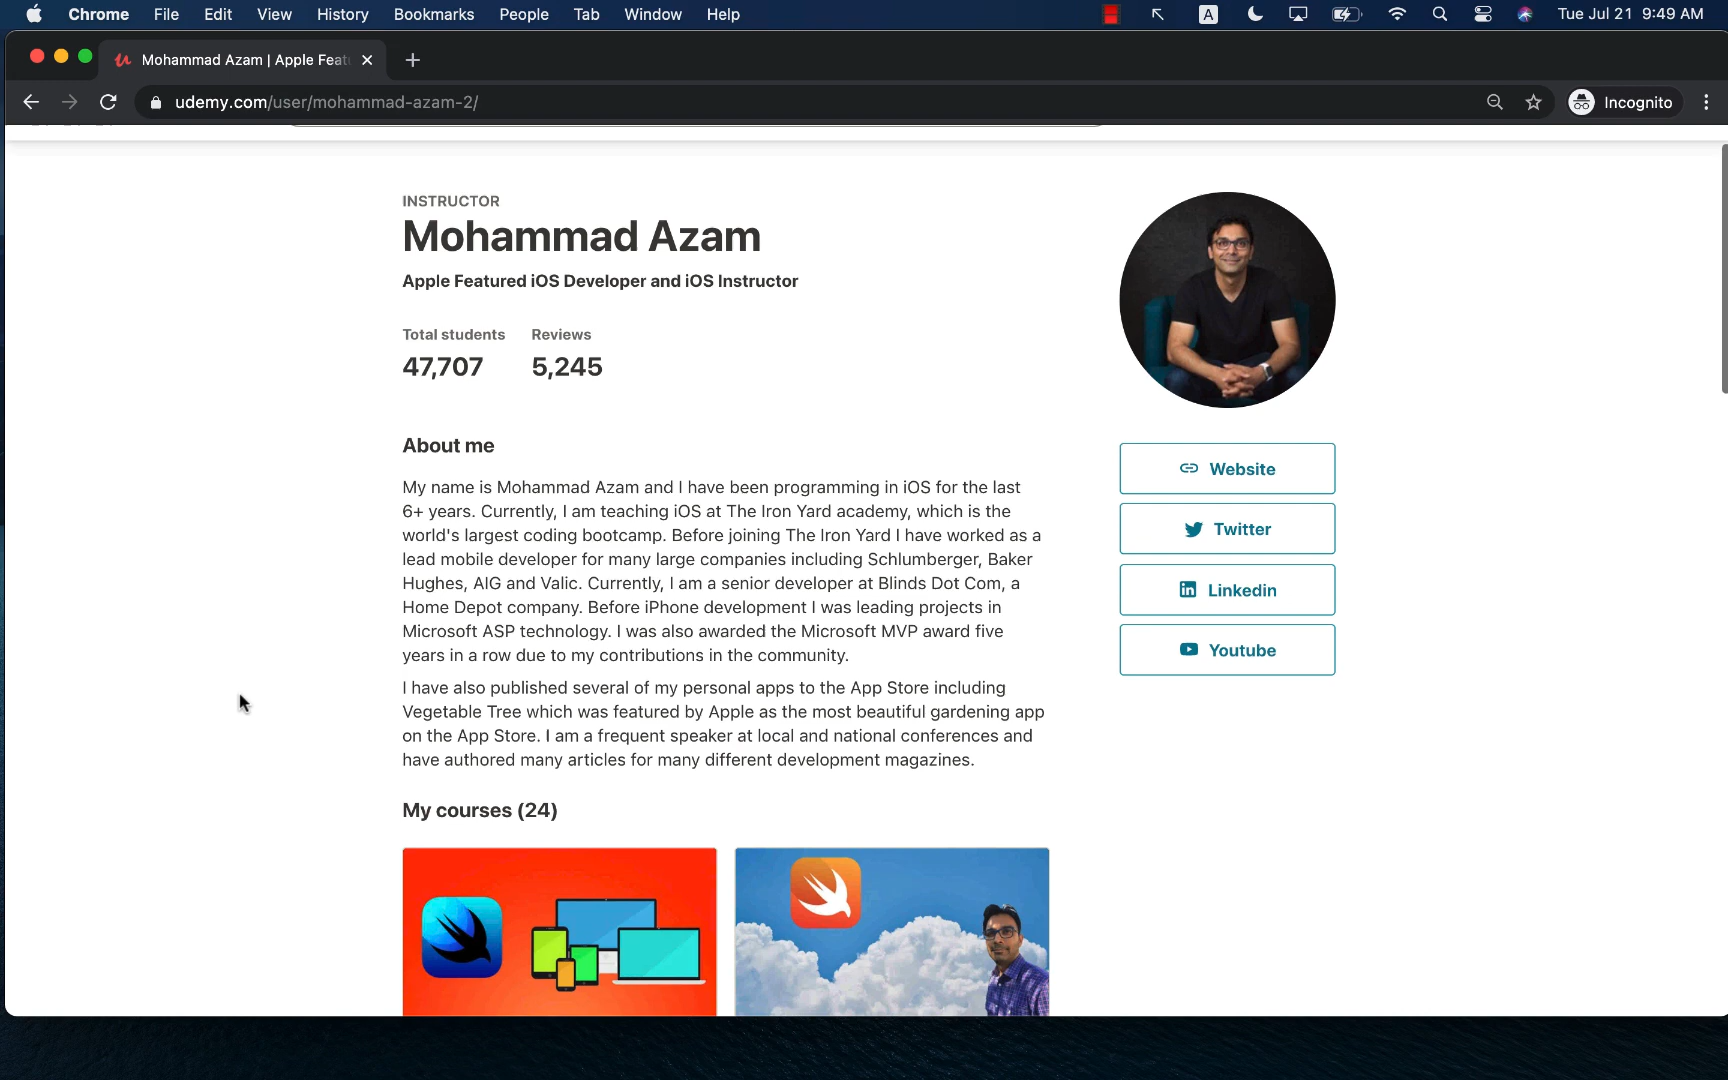 Chrome File Edit View History Bookmarks People Tab Window Help A Tue Jul 21 9:49 AM
Mohammad Azam | Apple Feat
udemy.com/user/mohammad-azam-2/ Incognito
INSTRUCTOR
Mohammad Azam
Apple Featured iOS Developer and iOS Instructor
Total students Reviews
47,707 5,245
About me
My name is Mohammad Azam and I have been programming in iOS for the last
6+ years. Currently, I am teaching iOS at The Iron Yard academy, which is the
world's largest coding bootcamp. Before joining The Iron Yard I have worked as a
lead mobile developer for many large companies including Schlumberger, Baker
Hughes, AIG and Valic. Currently, I am a senior developer at Blinds Dot Com, a
Home Depot company. Before iPhone development I was leading projects in
Microsoft ASP technology. I was also awarded the Microsoft MVP award five
years in a row due to my contributions in the community.
I have also published several of my personal apps to the App Store including
Vegetable Tree which was featured by Apple as the most beautiful gardening app
on the App Store. I am a frequent speaker at local and national conferences and
have authored many articles for many different development magazines.
Website
Twitter
Linkedin
Youtube
My courses (24)